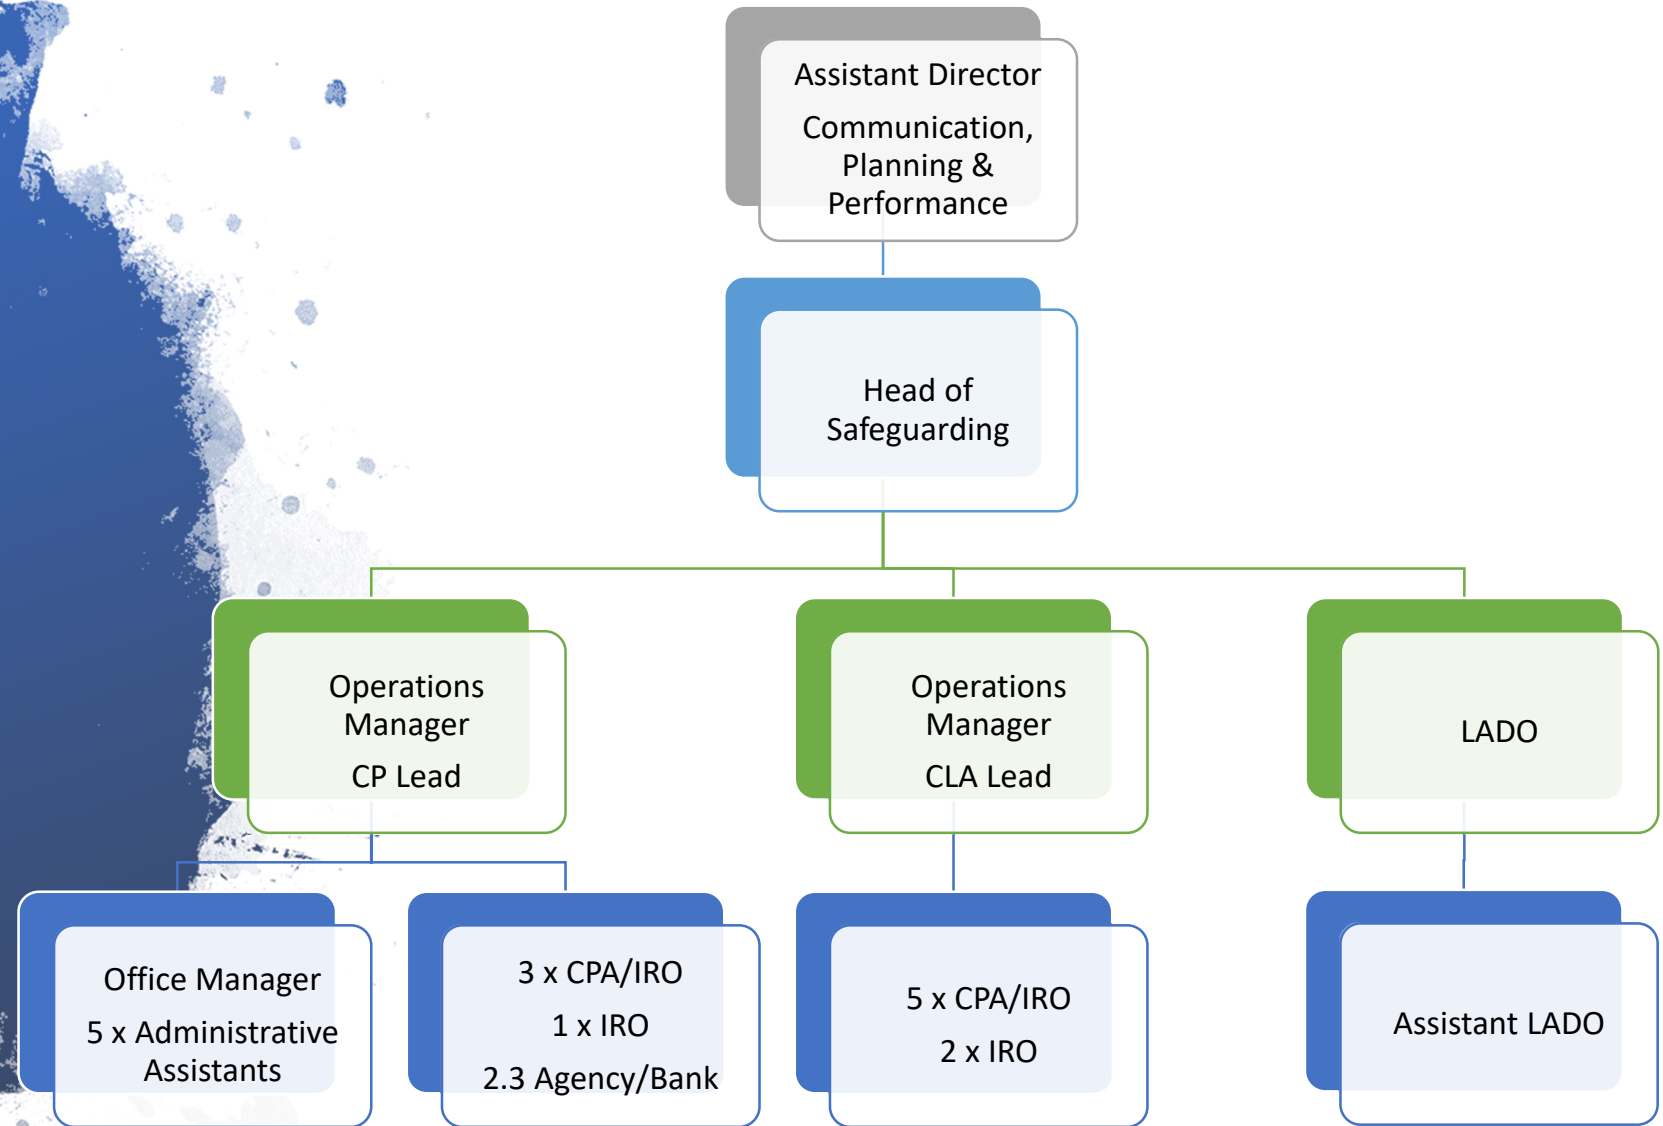 Assistant Director
Communication,
Planning &
Performance
Head of
Safeguarding
Operations
Manager
CP Lead
Operations
Manager
CLA Lead
LADO
Office Manager
5 x Administrative
Assistants
3 x CPA/IRO
1 x IRO
2.3 Agency/Bank
5 x CPA/IRO
2 x IRO
Assistant LADO